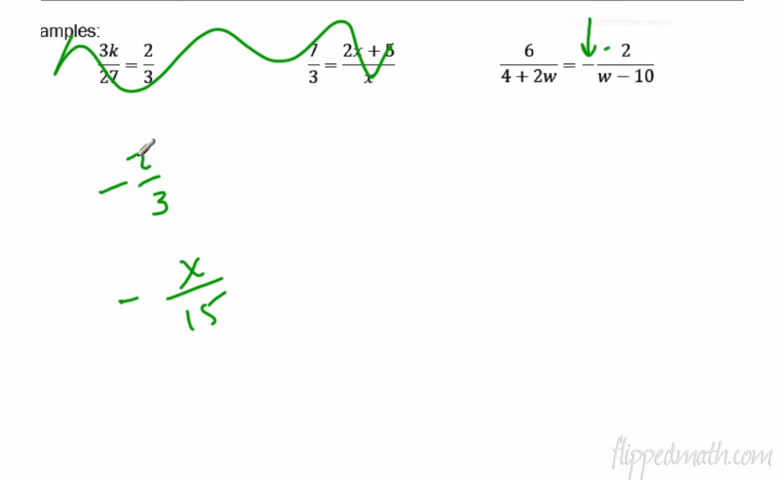 amples:
3k/27 = 2/3    7/3 = (2x + 5)/x    6/(4 + 2w) = - 2/(w − 10)
- 2/3
- x/15
flippedmath.com